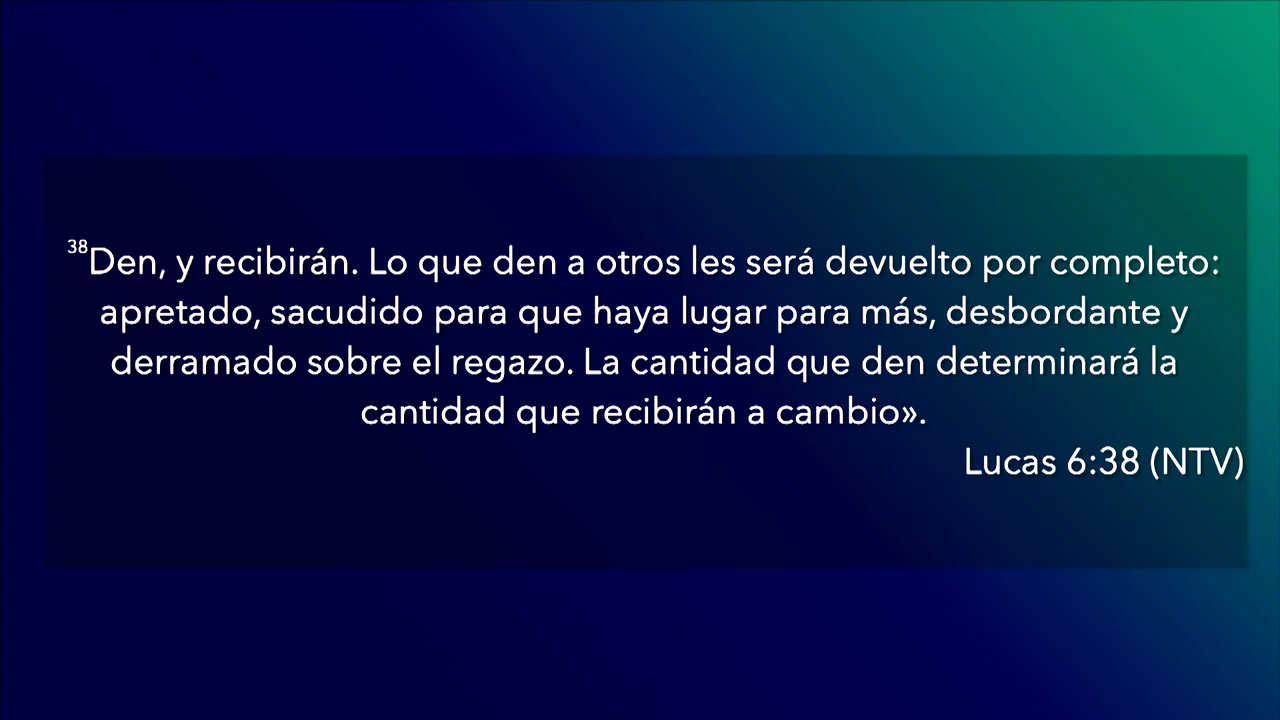 38Den, y recibirán. Lo que den a otros les será devuelto por completo:
apretado, sacudido para que haya lugar para más, desbordante y
derramado sobre el regazo. La cantidad que den determinará la
cantidad que recibirán a cambio».
Lucas 6:38 (NTV)